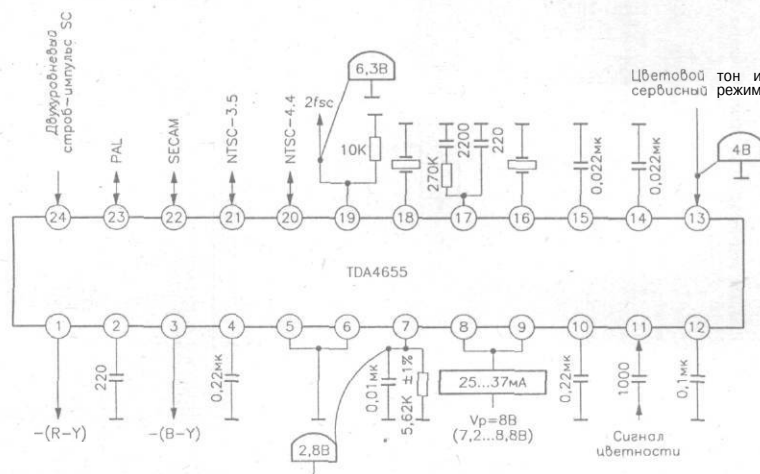 Двухуровневый
строб-импульс SC
PAL
SECAM
NTSC-3.5
NTSC-4.4
2fsc
6,3В
10К
270К
2200
220
0,022мк
0,022мк
Цветовой тон и
сервисный режим
4В
24
23
22
21
20
19
18
17
16
15
14
13
TDA4655
1
2
3
4
5
6
7
8
9
10
11
12
-(R-Y)
220
-(B-Y)
0,22мк
2,8В
0,01мк
5,62К ±1%
25...37мА
Vp=8В
(7,2...8,8В)
0,22мк
1000
Сигнал
цветности
0,1мк